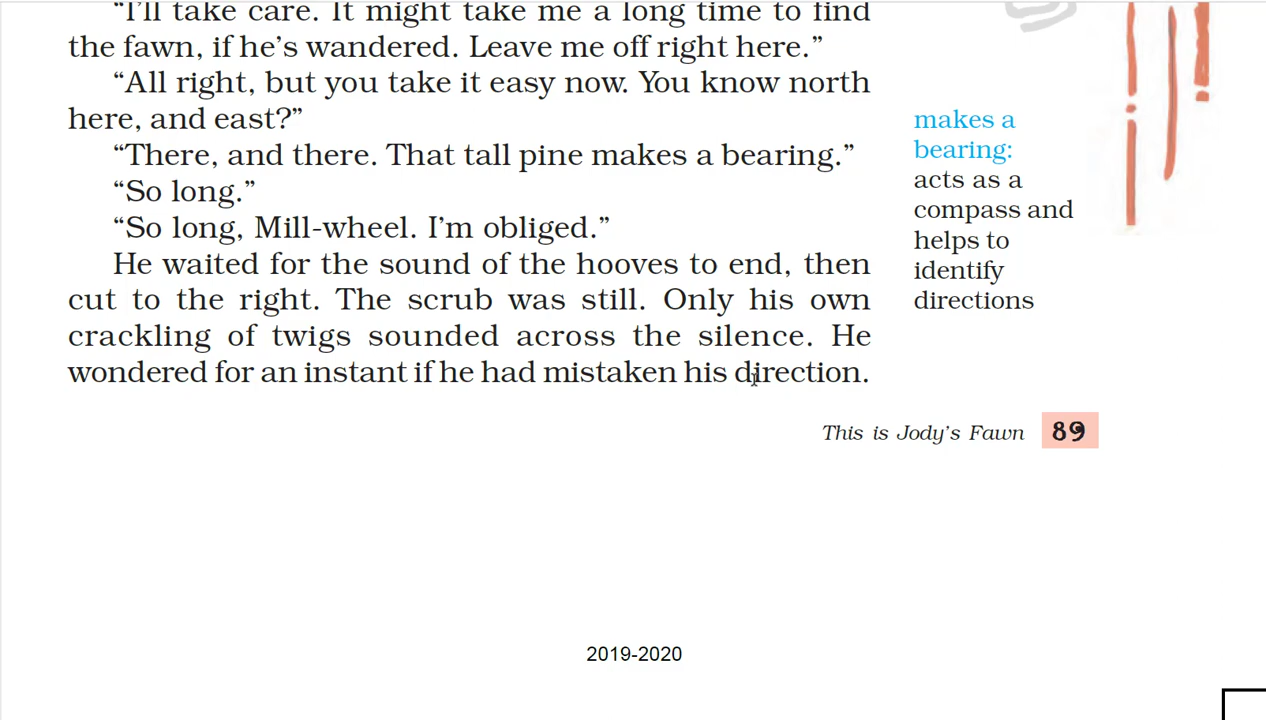 “I’ll take care. It might take me a long time to find
the fawn, if he’s wandered. Leave me off right here.”
“All right, but you take it easy now. You know north
here, and east?”
“There, and there. That tall pine makes a bearing.”
“So long.”
“So long, Mill-wheel. I’m obliged.”
He waited for the sound of the hooves to end, then
cut to the right. The scrub was still. Only his own
crackling of twigs sounded across the silence. He
wondered for an instant if he had mistaken his direction.
makes a
bearing:
acts as a
compass and
helps to
identify
directions
This is Jody’s Fawn 89
2019-2020